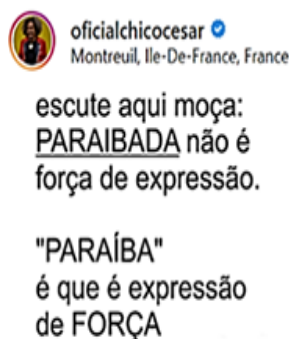 oficialchicocesar
Montreuil, Ile-De-France, France
escute aqui moça:
PARAIBADA não é
força de expressão.
"PARAÍBA"
é que é expressão
de FORÇA